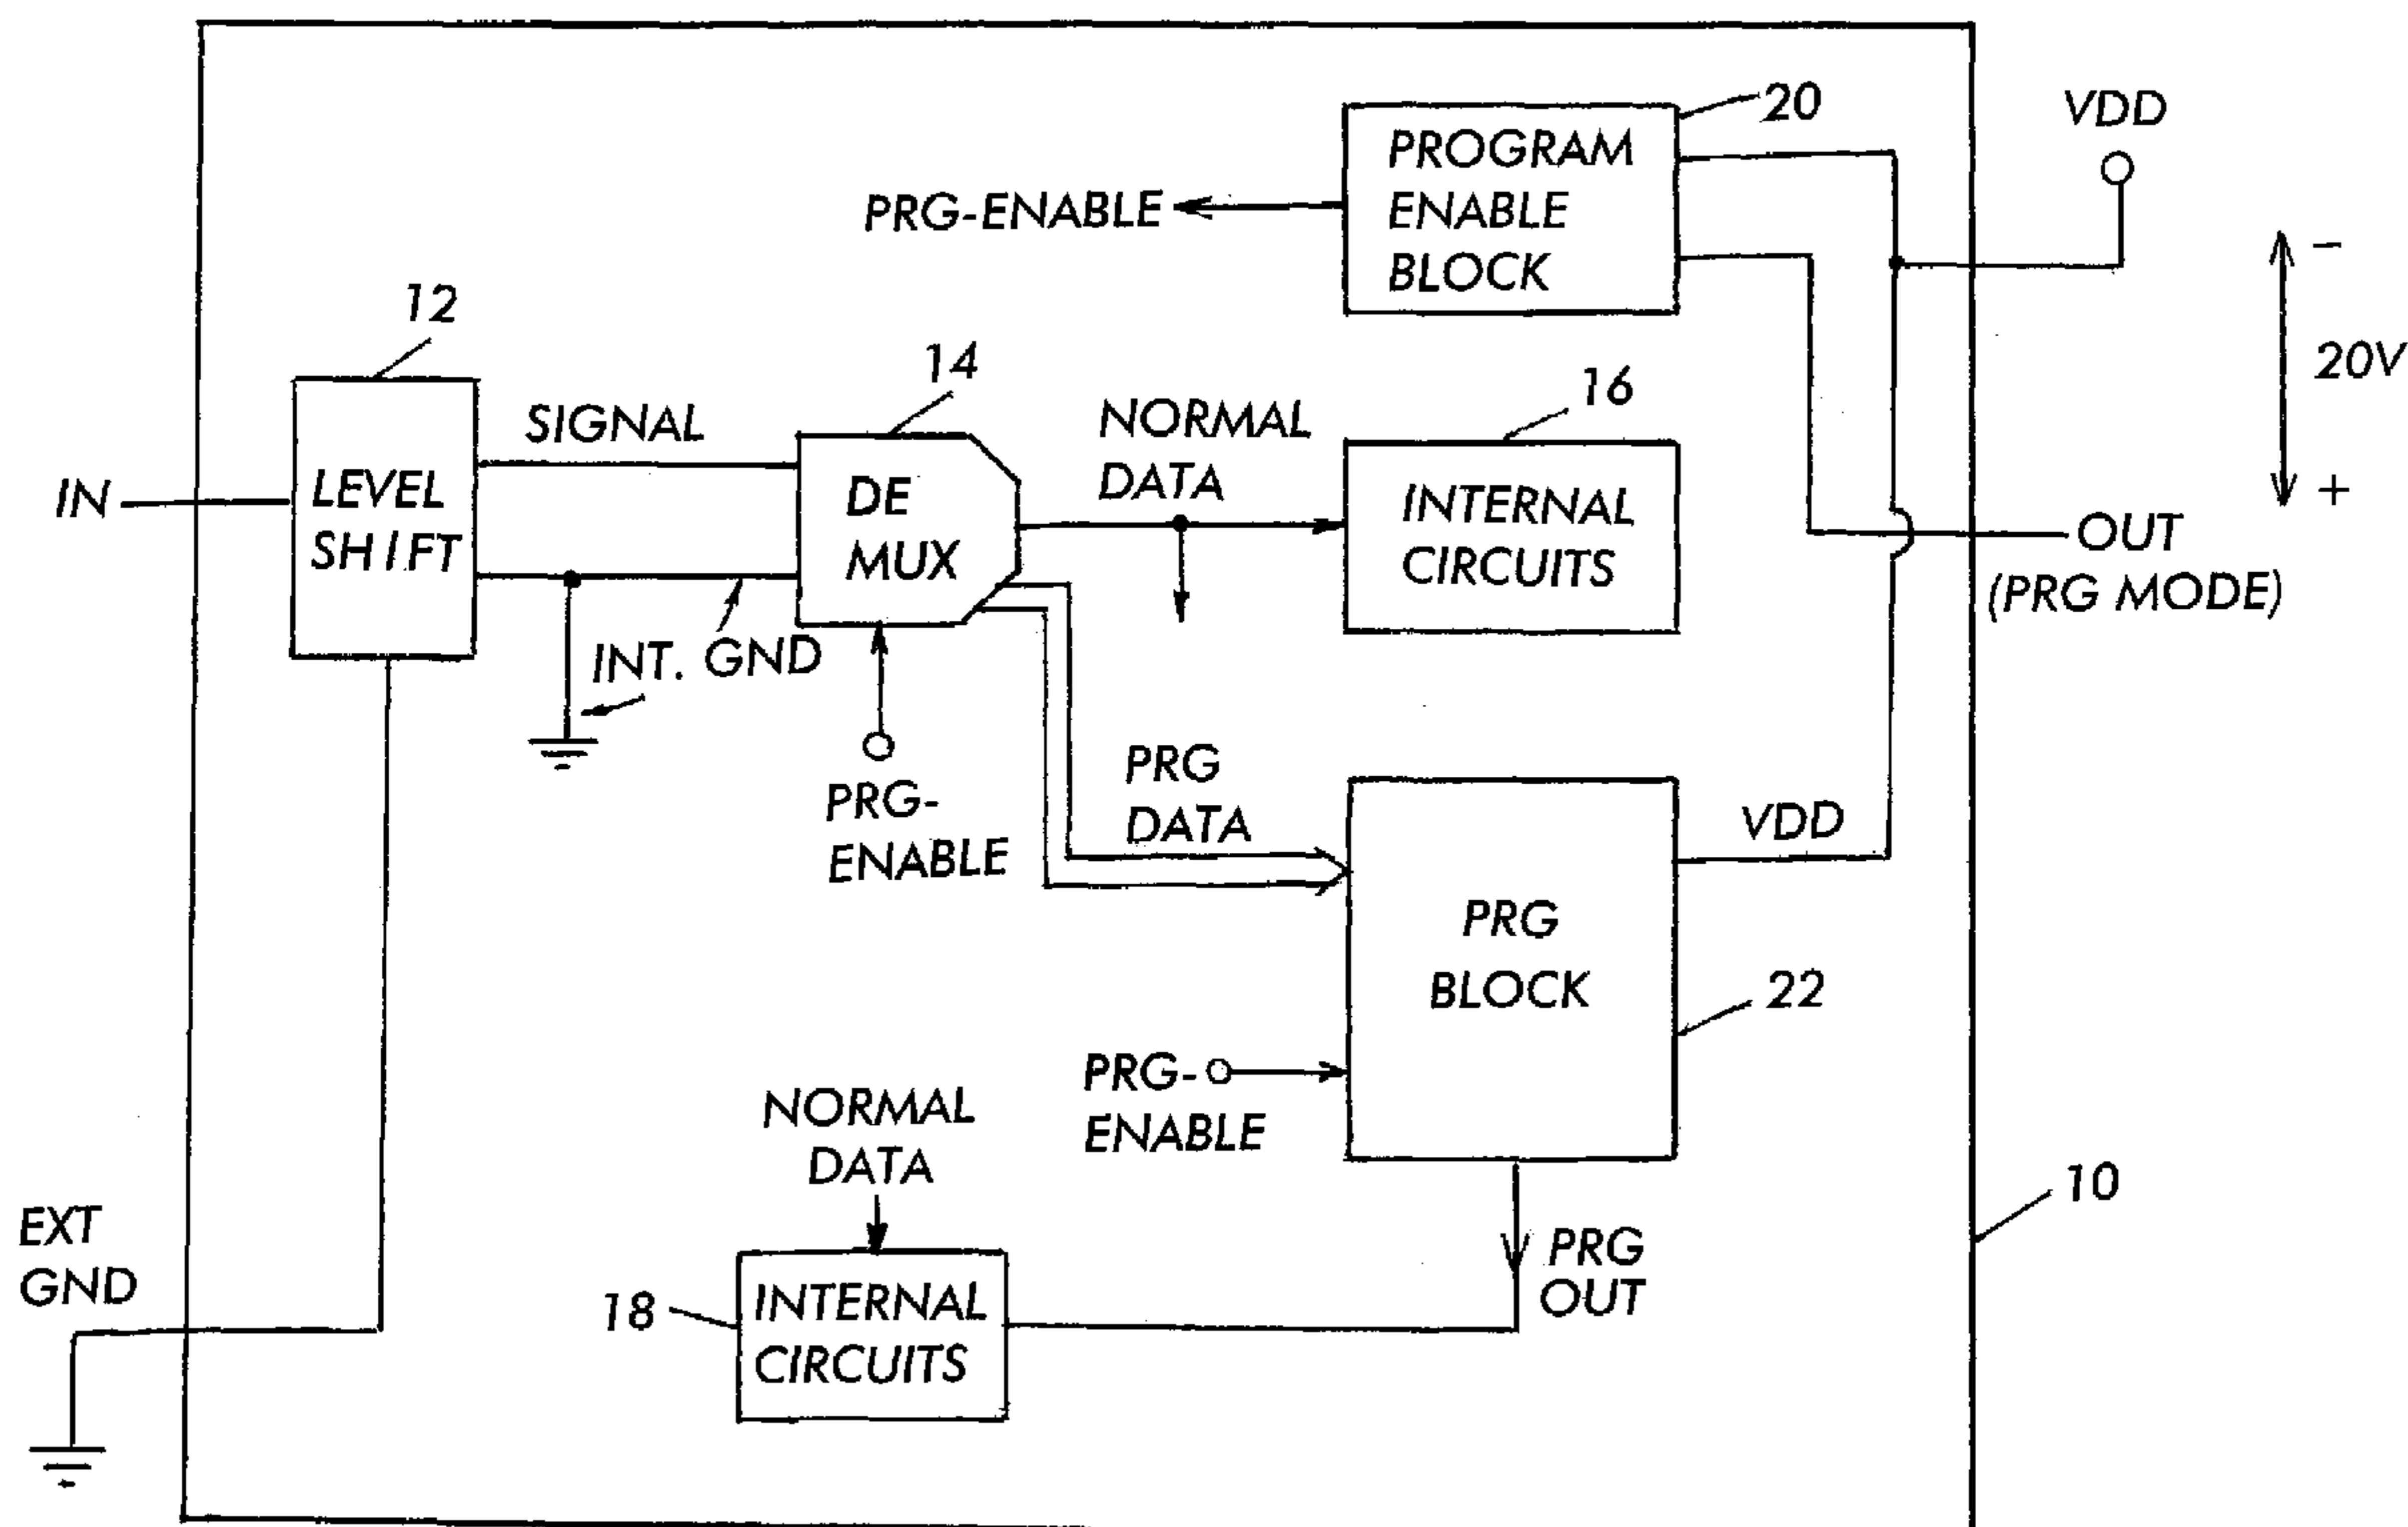 20
VDD
PROGRAM
ENABLE
BLOCK
PRG-ENABLE
−
20V
+
12
14
16
SIGNAL
NORMAL
DATA
IN
LEVEL
SHIFT
DE
MUX
INTERNAL
CIRCUITS
OUT
(PRG MODE)
INT. GND
PRG-
ENABLE
PRG
DATA
VDD
PRG
BLOCK
22
PRG-
ENABLE
NORMAL
DATA
10
EXT
GND
PRG
OUT
18
INTERNAL
CIRCUITS